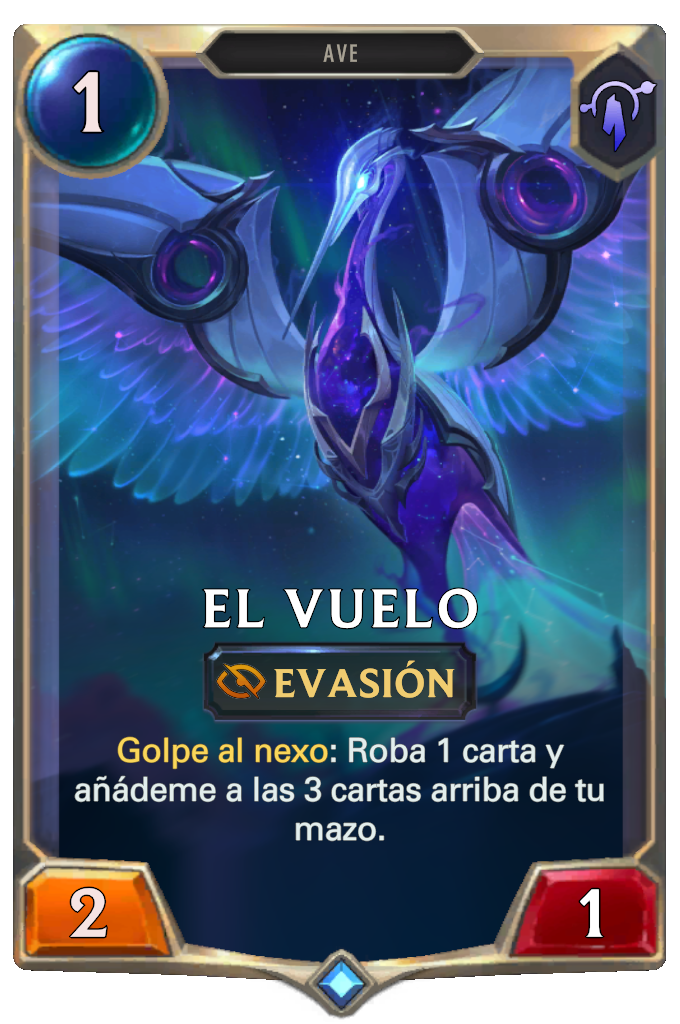 1
AVE
EL VUELO
EVASIÓN
Golpe al nexo: Roba 1 carta y
añádeme a las 3 cartas arriba de tu
mazo.
2
1